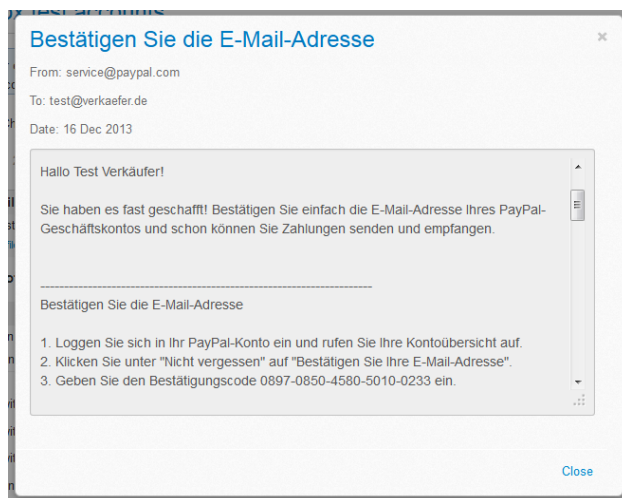 ox test accounts
Bestätigen Sie die E-Mail-Adresse
×
From: service@paypal.com
To: test@verkaefer.de
Date: 16 Dec 2013
Hallo Test Verkäufer!
Sie haben es fast geschafft! Bestätigen Sie einfach die E-Mail-Adresse Ihres PayPal-
Geschäftskontos und schon können Sie Zahlungen senden und empfangen.
----------------------------------------------------------------------
Bestätigen Sie die E-Mail-Adresse
1. Loggen Sie sich in Ihr PayPal-Konto ein und rufen Sie Ihre Kontoübersicht auf.
2. Klicken Sie unter "Nicht vergessen" auf "Bestätigen Sie Ihre E-Mail-Adresse".
3. Geben Sie den Bestätigungscode 0897-0850-4580-5010-0233 ein.
Close